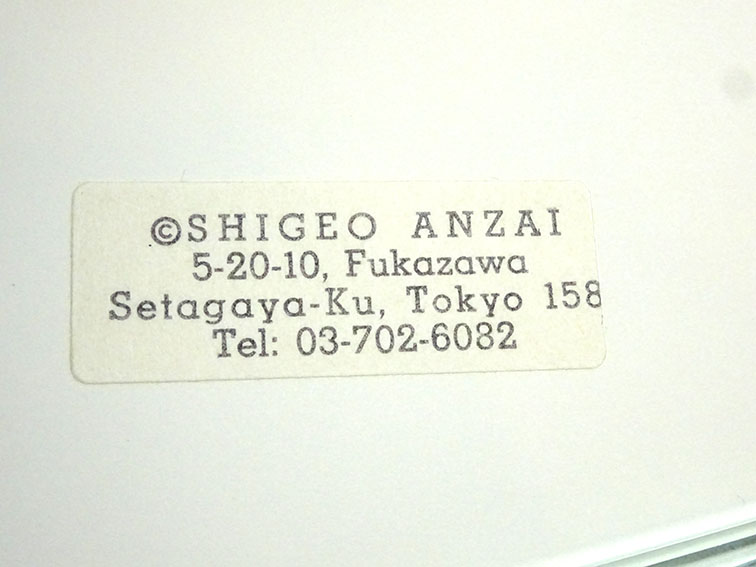 ©SHIGEO ANZAI
5-20-10, Fukazawa
Setagaya-Ku, Tokyo 158
Tel: 03-702-6082